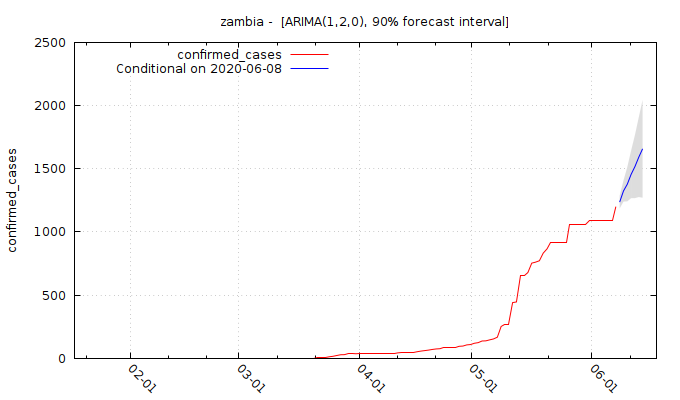 zambia - [ARIMA(1,2,0), 90% forecast interval]
confirmed_cases
Conditional on 2020-06-08
confirmed_cases
2500
2000
1500
1000
500
0
02-01
03-01
04-01
05-01
06-01